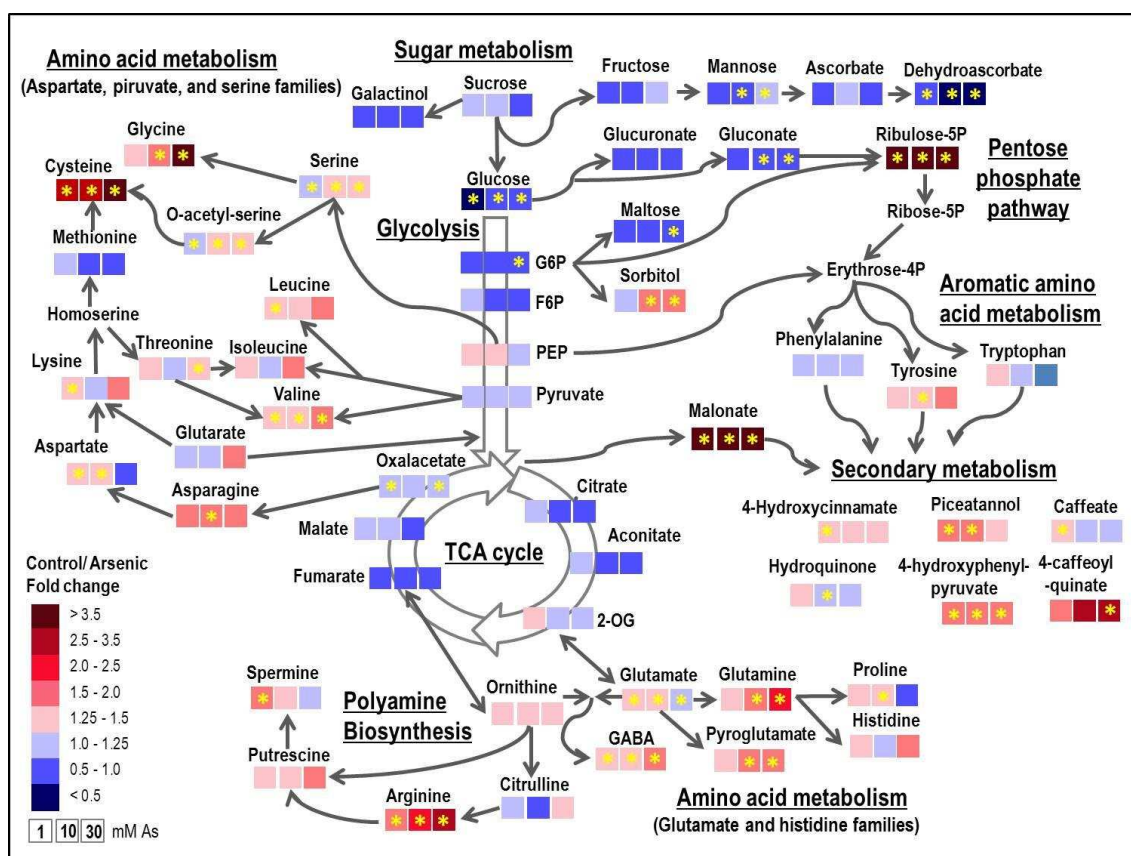 Amino acid metabolism
(Aspartate, piruvate, and serine families)
Sugar metabolism
Sucrose
Galactinol
Fructose
Mannose
Ascorbate
Dehydroascorbate
Glycine
Cysteine
Serine
O-acetyl-serine
Methionine
Glucuronate
Gluconate
Ribulose-5P
Pentose
phosphate
pathway
Glucose
Glycolysis
Maltose
G6P
Sorbitol
F6P
Ribose-5P
Erythrose-4P
Aromatic amino
acid metabolism
Leucine
Homoserine
Threonine
Isoleucine
Lysine
Valine
PEP
Pyruvate
Phenylalanine
Tyrosine
Tryptophan
Aspartate
Glutarate
Asparagine
Malonate
Secondary metabolism
Oxalacetate
Citrate
Malate
Aconitate
TCA cycle
Fumarate
2-OG
4-Hydroxycinnamate
Piceatannol
Caffeate
Hydroquinone
4-hydroxyphenyl-
pyruvate
4-caffeoyl
-quinate
Control/ Arsenic
Fold change
> 3.5
2.5 - 3.5
2.0 - 2.5
1.5 - 2.0
1.25 - 1.5
1.0 - 1.25
0.5 - 1.0
< 0.5
1 10 30 mM As
Spermine
Polyamine
Biosynthesis
Ornithine
Putrescine
Arginine
Citrulline
Glutamate
Glutamine
Proline
Histidine
GABA
Pyroglutamate
Amino acid metabolism
(Glutamate and histidine families)